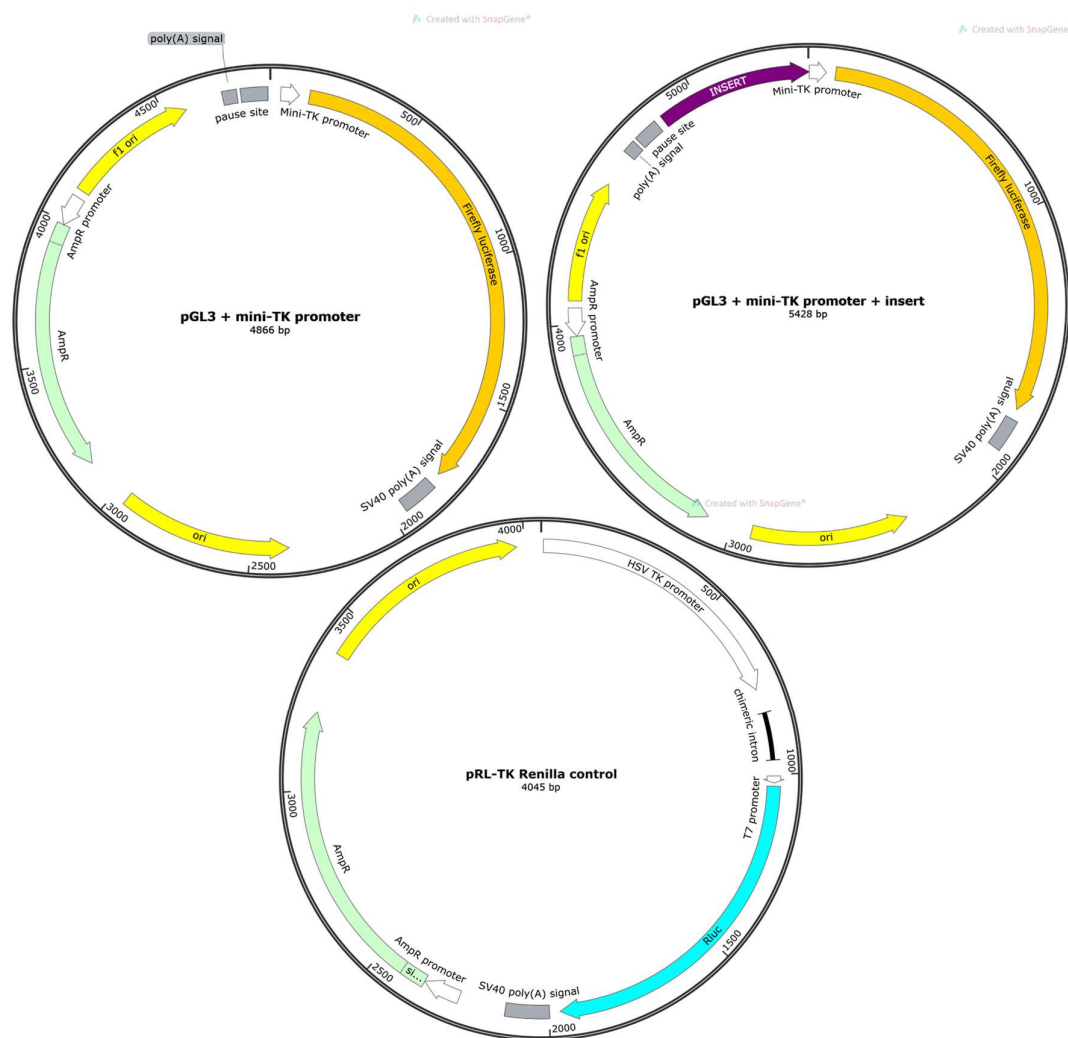 Created with SnapGene®
poly(A) signal
4500
pause site
Mini-TK promoter
500
f1 ori
AmpR promoter
4000
Firefly luciferase
1000
pGL3 + mini-TK promoter
4866 bp
AmpR
3500
1500
SV40 poly(A) signal
2000
3000
ori
2500
Created with SnapGene®
5000
INSERT
Mini-TK promoter
pause site
poly(A) signal
Firefly luciferase
1000
f1 ori
AmpR promoter
4000
pGL3 + mini-TK promoter + insert
5428 bp
AmpR
SV40 poly(A) signal
2000
3000
ori
Created with SnapGene®
4000
ori
HSV TK promoter
500
3500
chimeric intron
1000
T7 promoter
pRL-TK Renilla control
4045 bp
3000
AmpR
Rluc
1500
AmpR promoter
si...
2500
SV40 poly(A) signal
2000